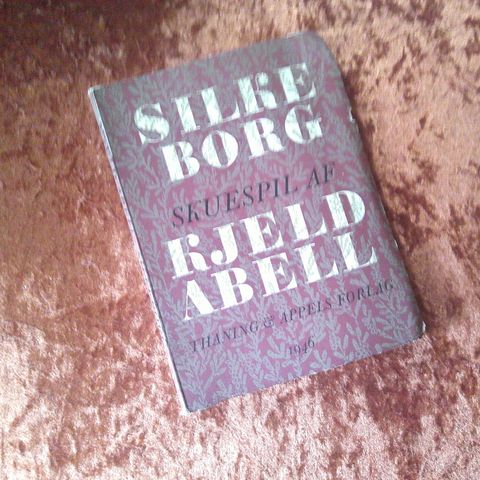 SILKE
BORG
SKUESPIL AF
KJELD
ABELL
THANING & APPELS FORLAG
1946